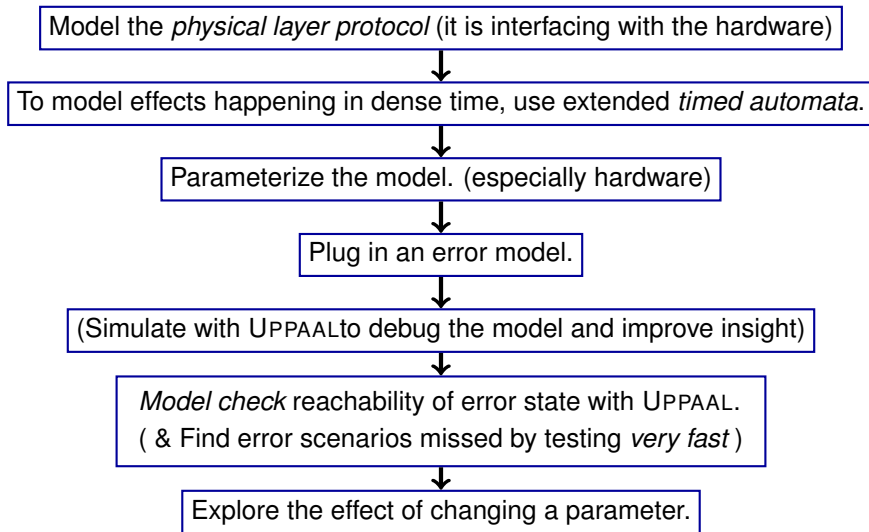 Model the physical layer protocol (it is interfacing with the hardware)
To model effects happening in dense time, use extended timed automata.
Parameterize the model. (especially hardware)
Plug in an error model.
(Simulate with UPPAALto debug the model and improve insight)
Model check reachability of error state with UPPAAL.
( & Find error scenarios missed by testing very fast )
Explore the effect of changing a parameter.